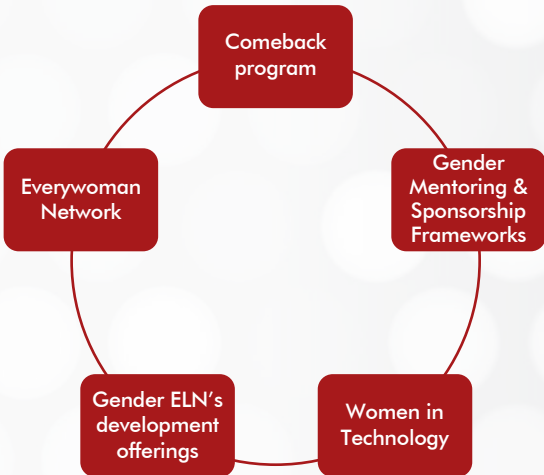 Comeback
program
Gender
Mentoring &
Sponsorship
Frameworks
Women in
Technology
Gender ELN's
development
offerings
Everywoman
Network